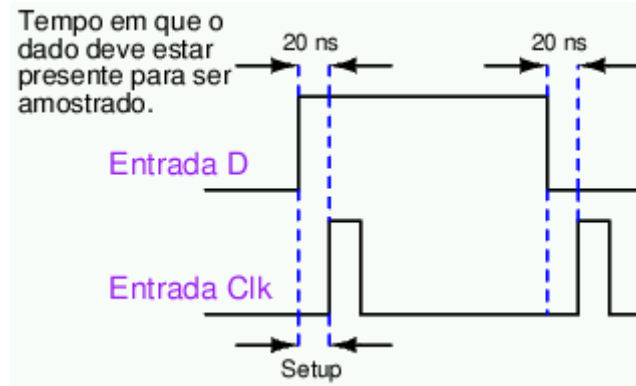 Tempo em que o
dado deve estar
presente para ser
amostrado.
20 ns
20 ns
Entrada D
Entrada Clk
Setup